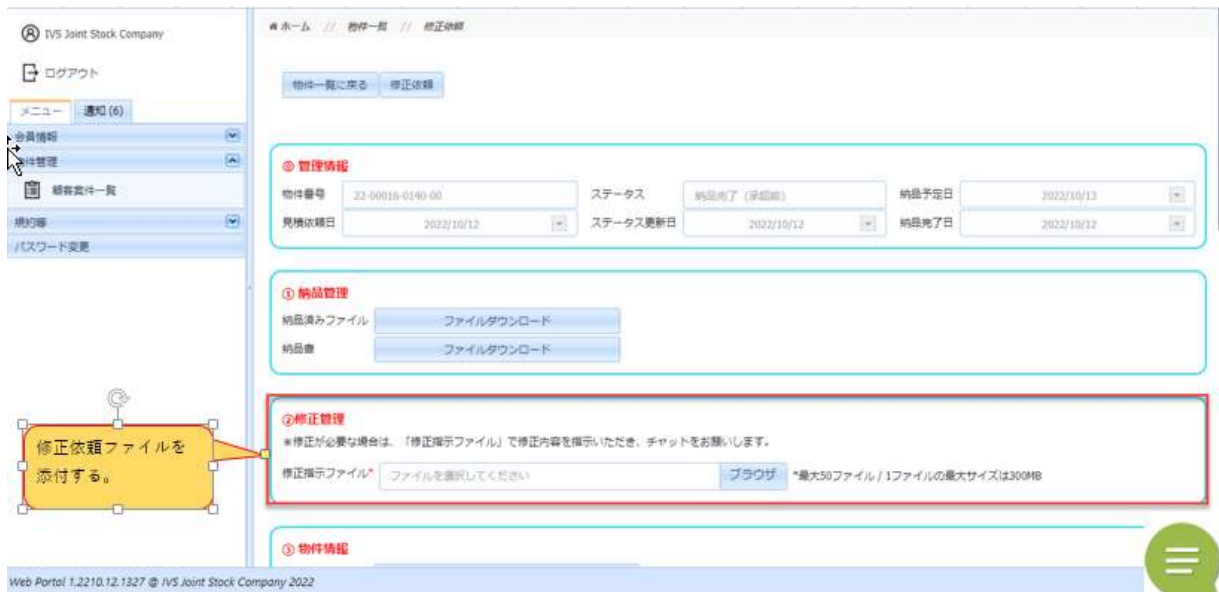 IVS Joint Stock Company
ログアウト
メニュー 通知 (6)
会員情報
物件管理
顧客案件一覧
規約等
パスワード変更
ホーム // 物件一覧 // 修正依頼
物件一覧に戻る 修正依頼
⓪ 管理情報
物件番号 22-00016-0140-00 ステータス 納品完了（承認前） 納品予定日 2022/10/13
見積依頼日 2022/10/12 ステータス更新日 2022/10/12 納品完了日 2022/10/12
① 納品管理
納品済みファイル ファイルダウンロード
納品書 ファイルダウンロード
②修正管理
※修正が必要な場合は、「修正指示ファイル」で修正内容を指示いただき、チャットをお願いします。
修正指示ファイル* ファイルを選択してください ブラウザ *最大50ファイル / 1ファイルの最大サイズは300MB
修正依頼ファイルを
添付する。
③ 物件情報
Web Portal 1.2210.12.1327 @ IVS Joint Stock Company 2022